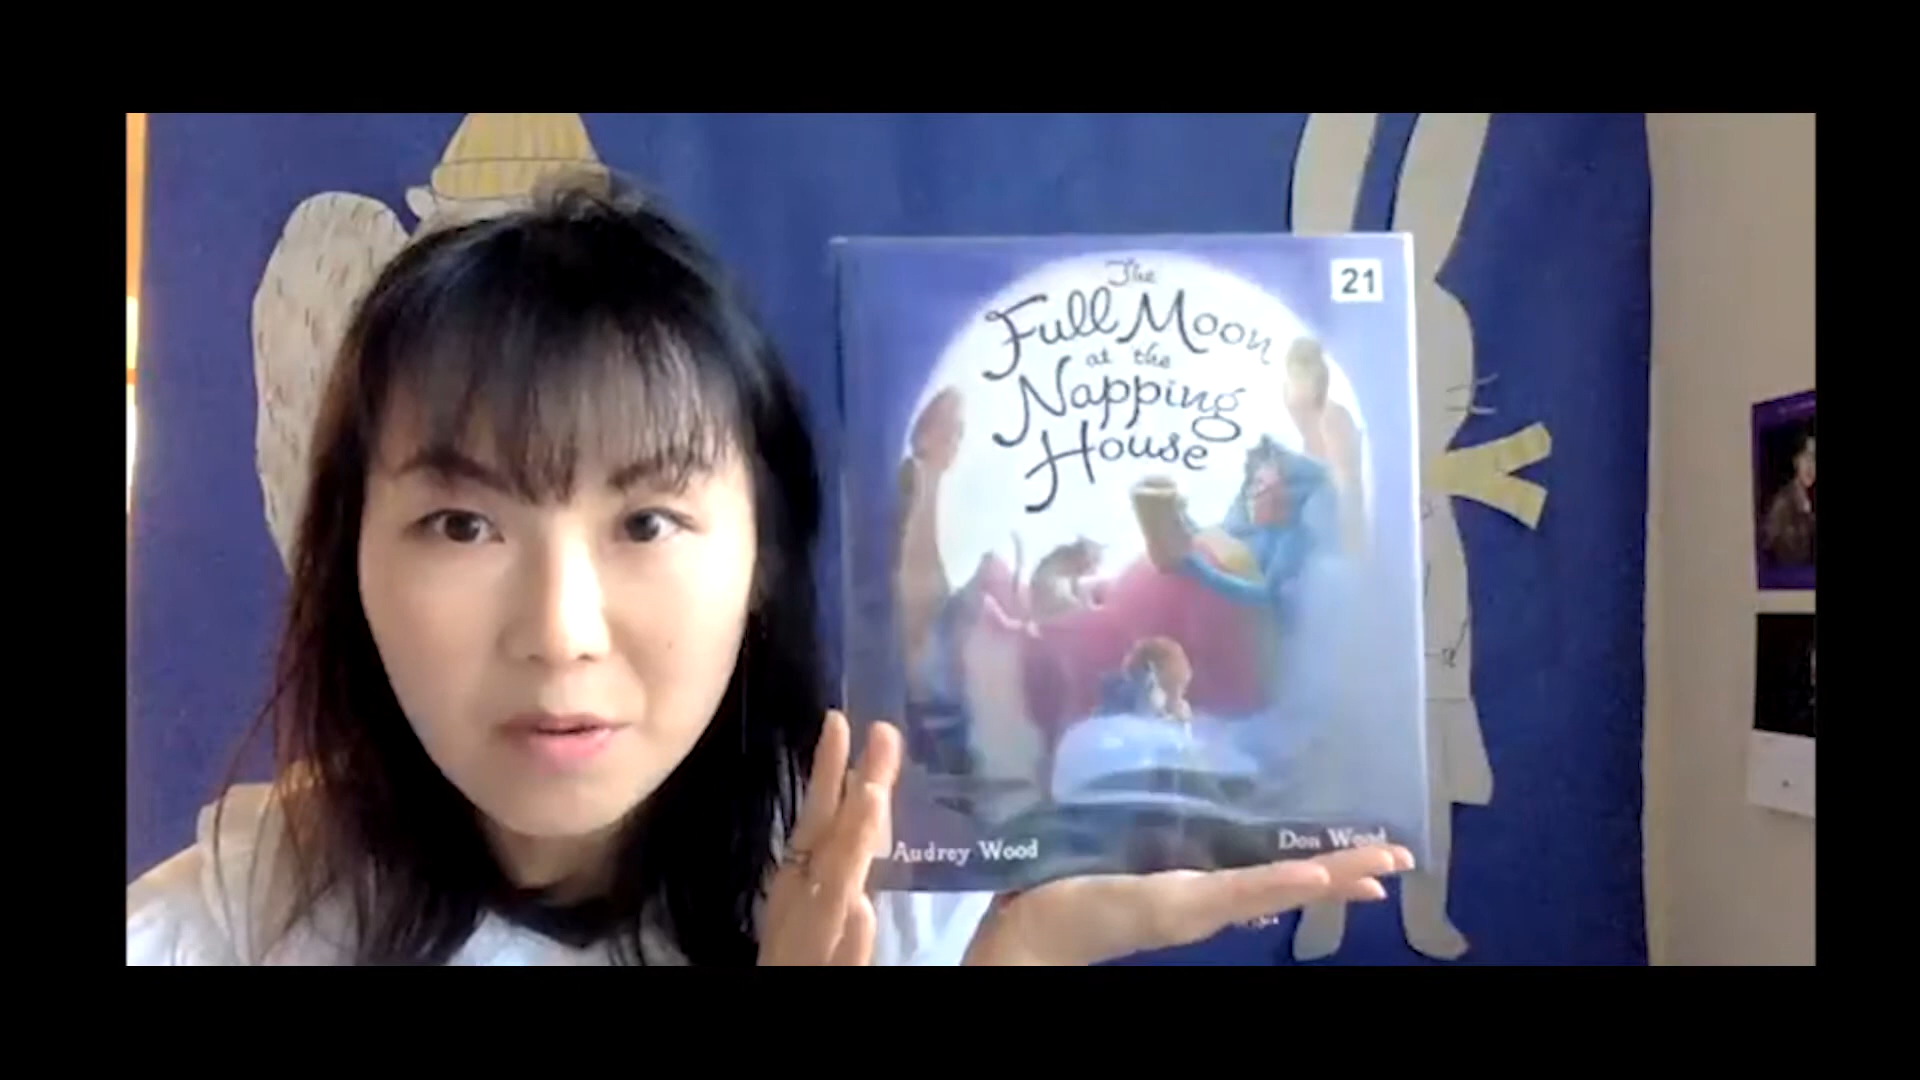 The
Full Moon
at the
Napping
House
21
Audrey Wood
Don Wood